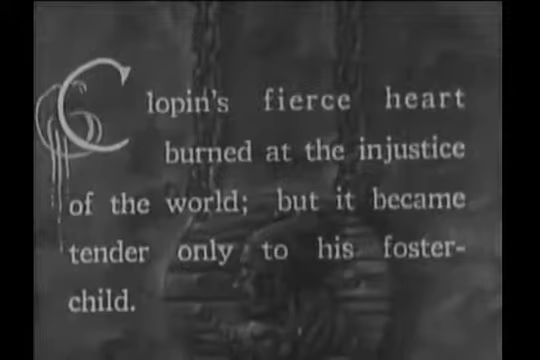 Clopin's fierce heart
burned at the injustice
of the world; but it became
tender only to his foster-
child.